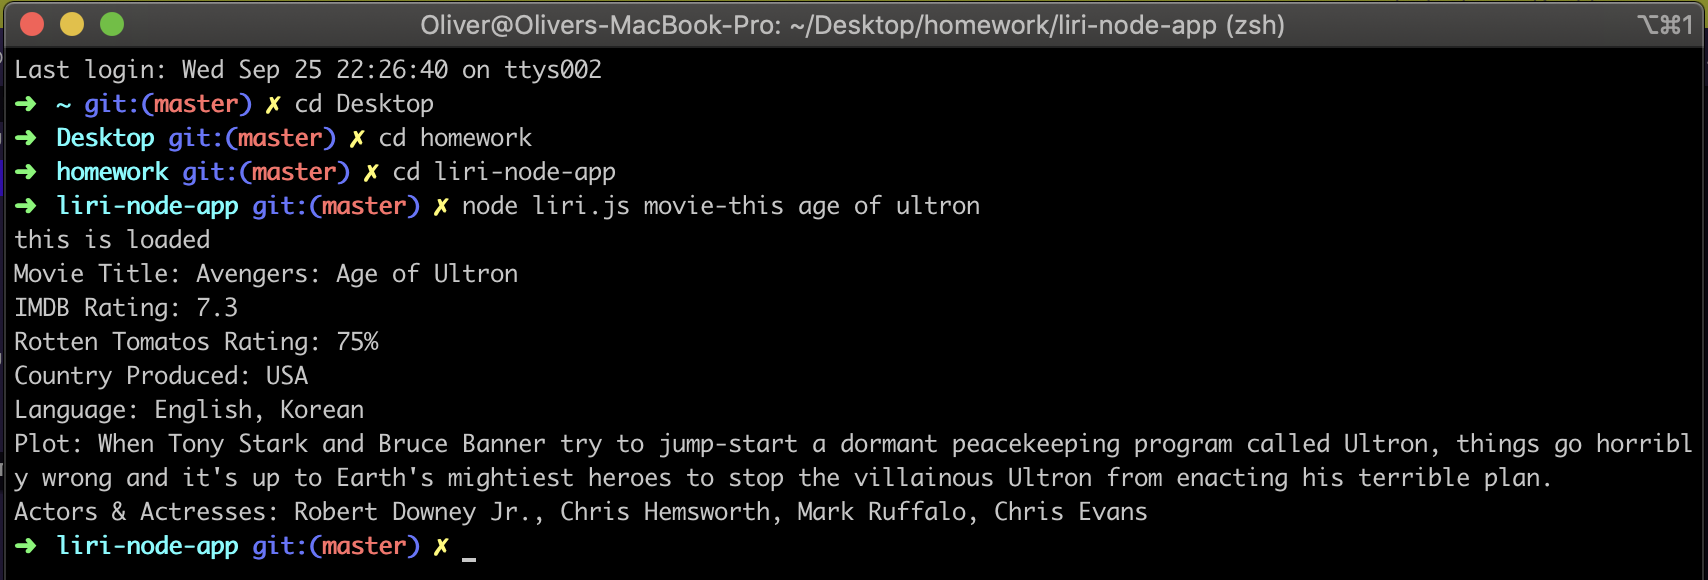 Oliver@Olivers-MacBook-Pro: ~/Desktop/homework/liri-node-app (zsh) ⌥⌘1
Last login: Wed Sep 25 22:26:40 on ttys002
➜ ~ git:(master) ✗ cd Desktop
➜ Desktop git:(master) ✗ cd homework
➜ homework git:(master) ✗ cd liri-node-app
➜ liri-node-app git:(master) ✗ node liri.js movie-this age of ultron
this is loaded
Movie Title: Avengers: Age of Ultron
IMDB Rating: 7.3
Rotten Tomatos Rating: 75%
Country Produced: USA
Language: English, Korean
Plot: When Tony Stark and Bruce Banner try to jump-start a dormant peacekeeping program called Ultron, things go horribl
y wrong and it's up to Earth's mightiest heroes to stop the villainous Ultron from enacting his terrible plan.
Actors & Actresses: Robert Downey Jr., Chris Hemsworth, Mark Ruffalo, Chris Evans
➜ liri-node-app git:(master) ✗